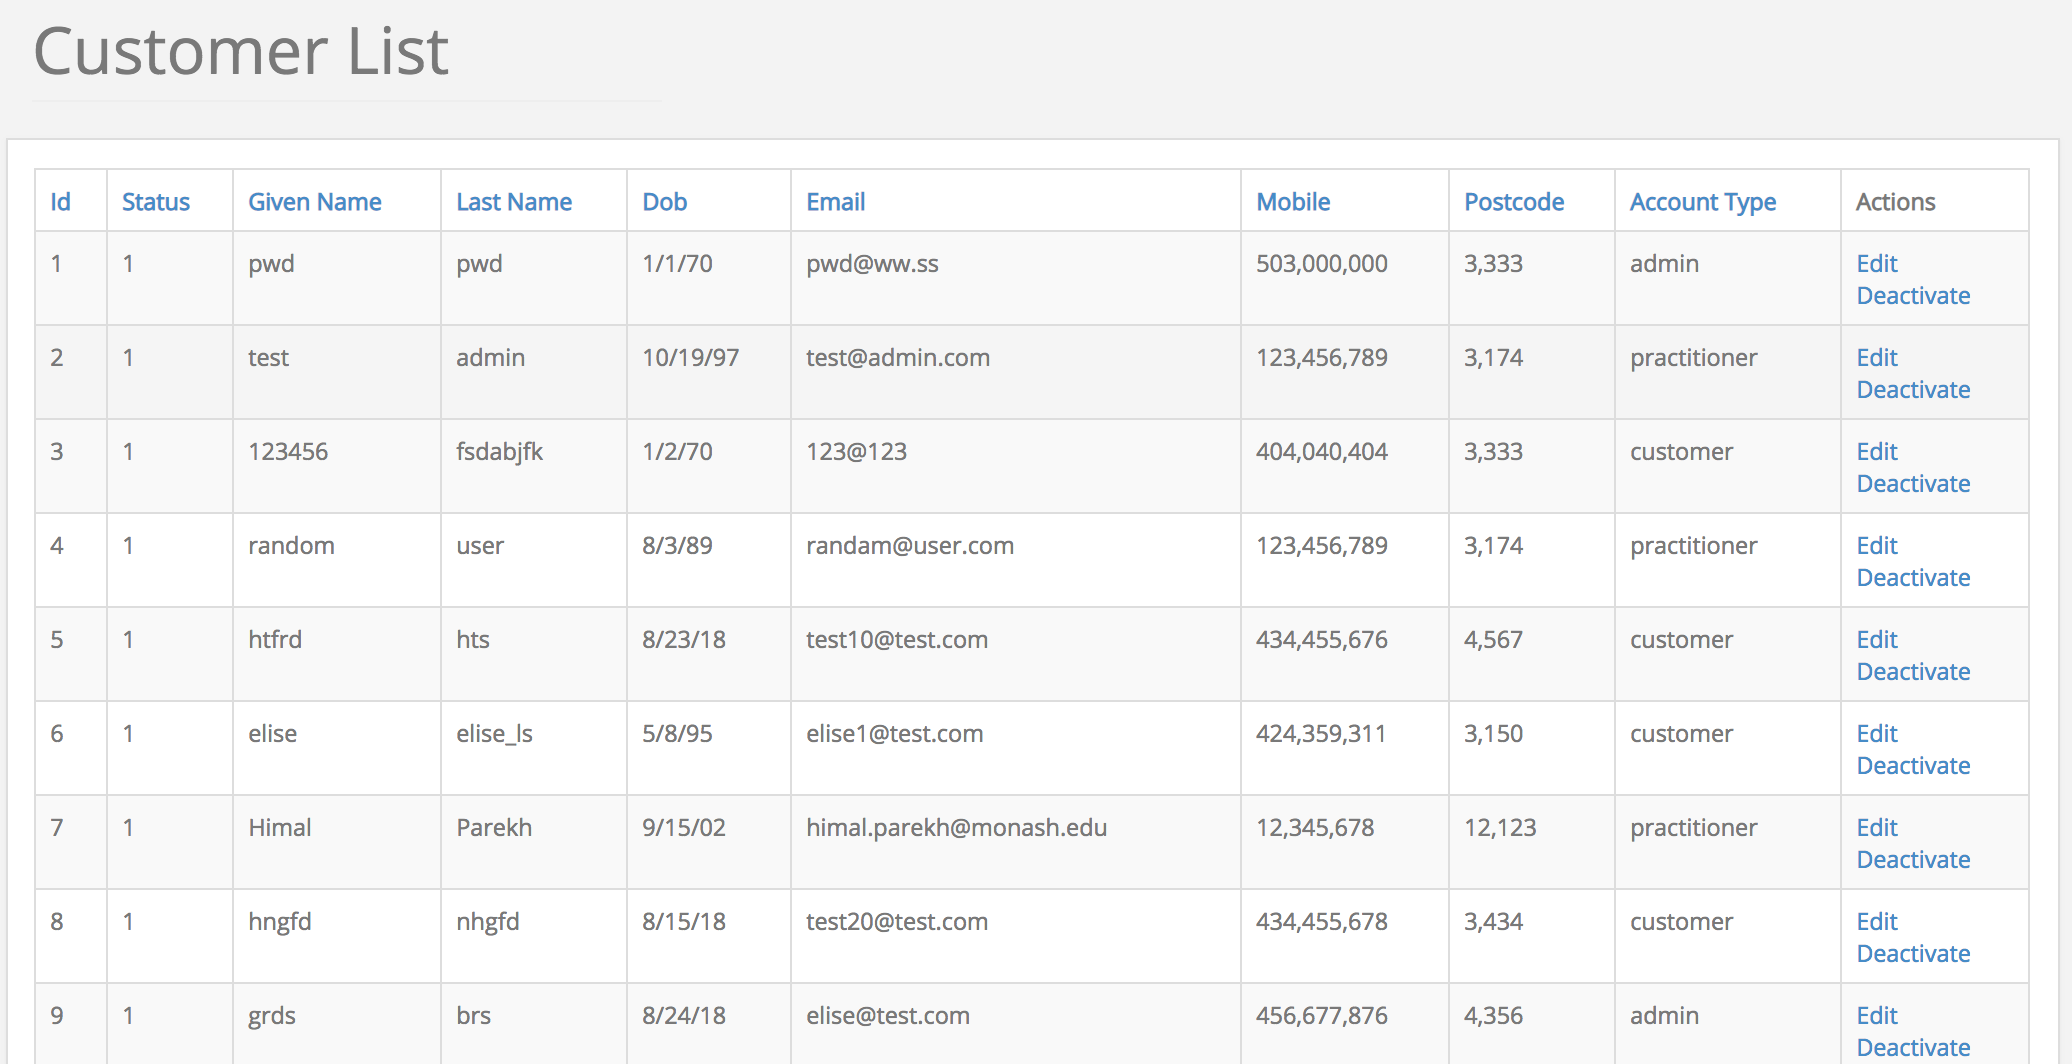 Customer List
Id Status Given Name Last Name Dob Email Mobile Postcode Account Type Actions
1 1 pwd pwd 1/1/70 pwd@ww.ss 503,000,000 3,333 admin Edit
Deactivate
2 1 test admin 10/19/97 test@admin.com 123,456,789 3,174 practitioner Edit
Deactivate
3 1 123456 fsdabjfk 1/2/70 123@123 404,040,404 3,333 customer Edit
Deactivate
4 1 random user 8/3/89 randam@user.com 123,456,789 3,174 practitioner Edit
Deactivate
5 1 htfrd hts 8/23/18 test10@test.com 434,455,676 4,567 customer Edit
Deactivate
6 1 elise elise_ls 5/8/95 elise1@test.com 424,359,311 3,150 customer Edit
Deactivate
7 1 Himal Parekh 9/15/02 himal.parekh@monash.edu 12,345,678 12,123 practitioner Edit
Deactivate
8 1 hngfd nhgfd 8/15/18 test20@test.com 434,455,678 3,434 customer Edit
Deactivate
9 1 grds brs 8/24/18 elise@test.com 456,677,876 4,356 admin Edit
Deactivate